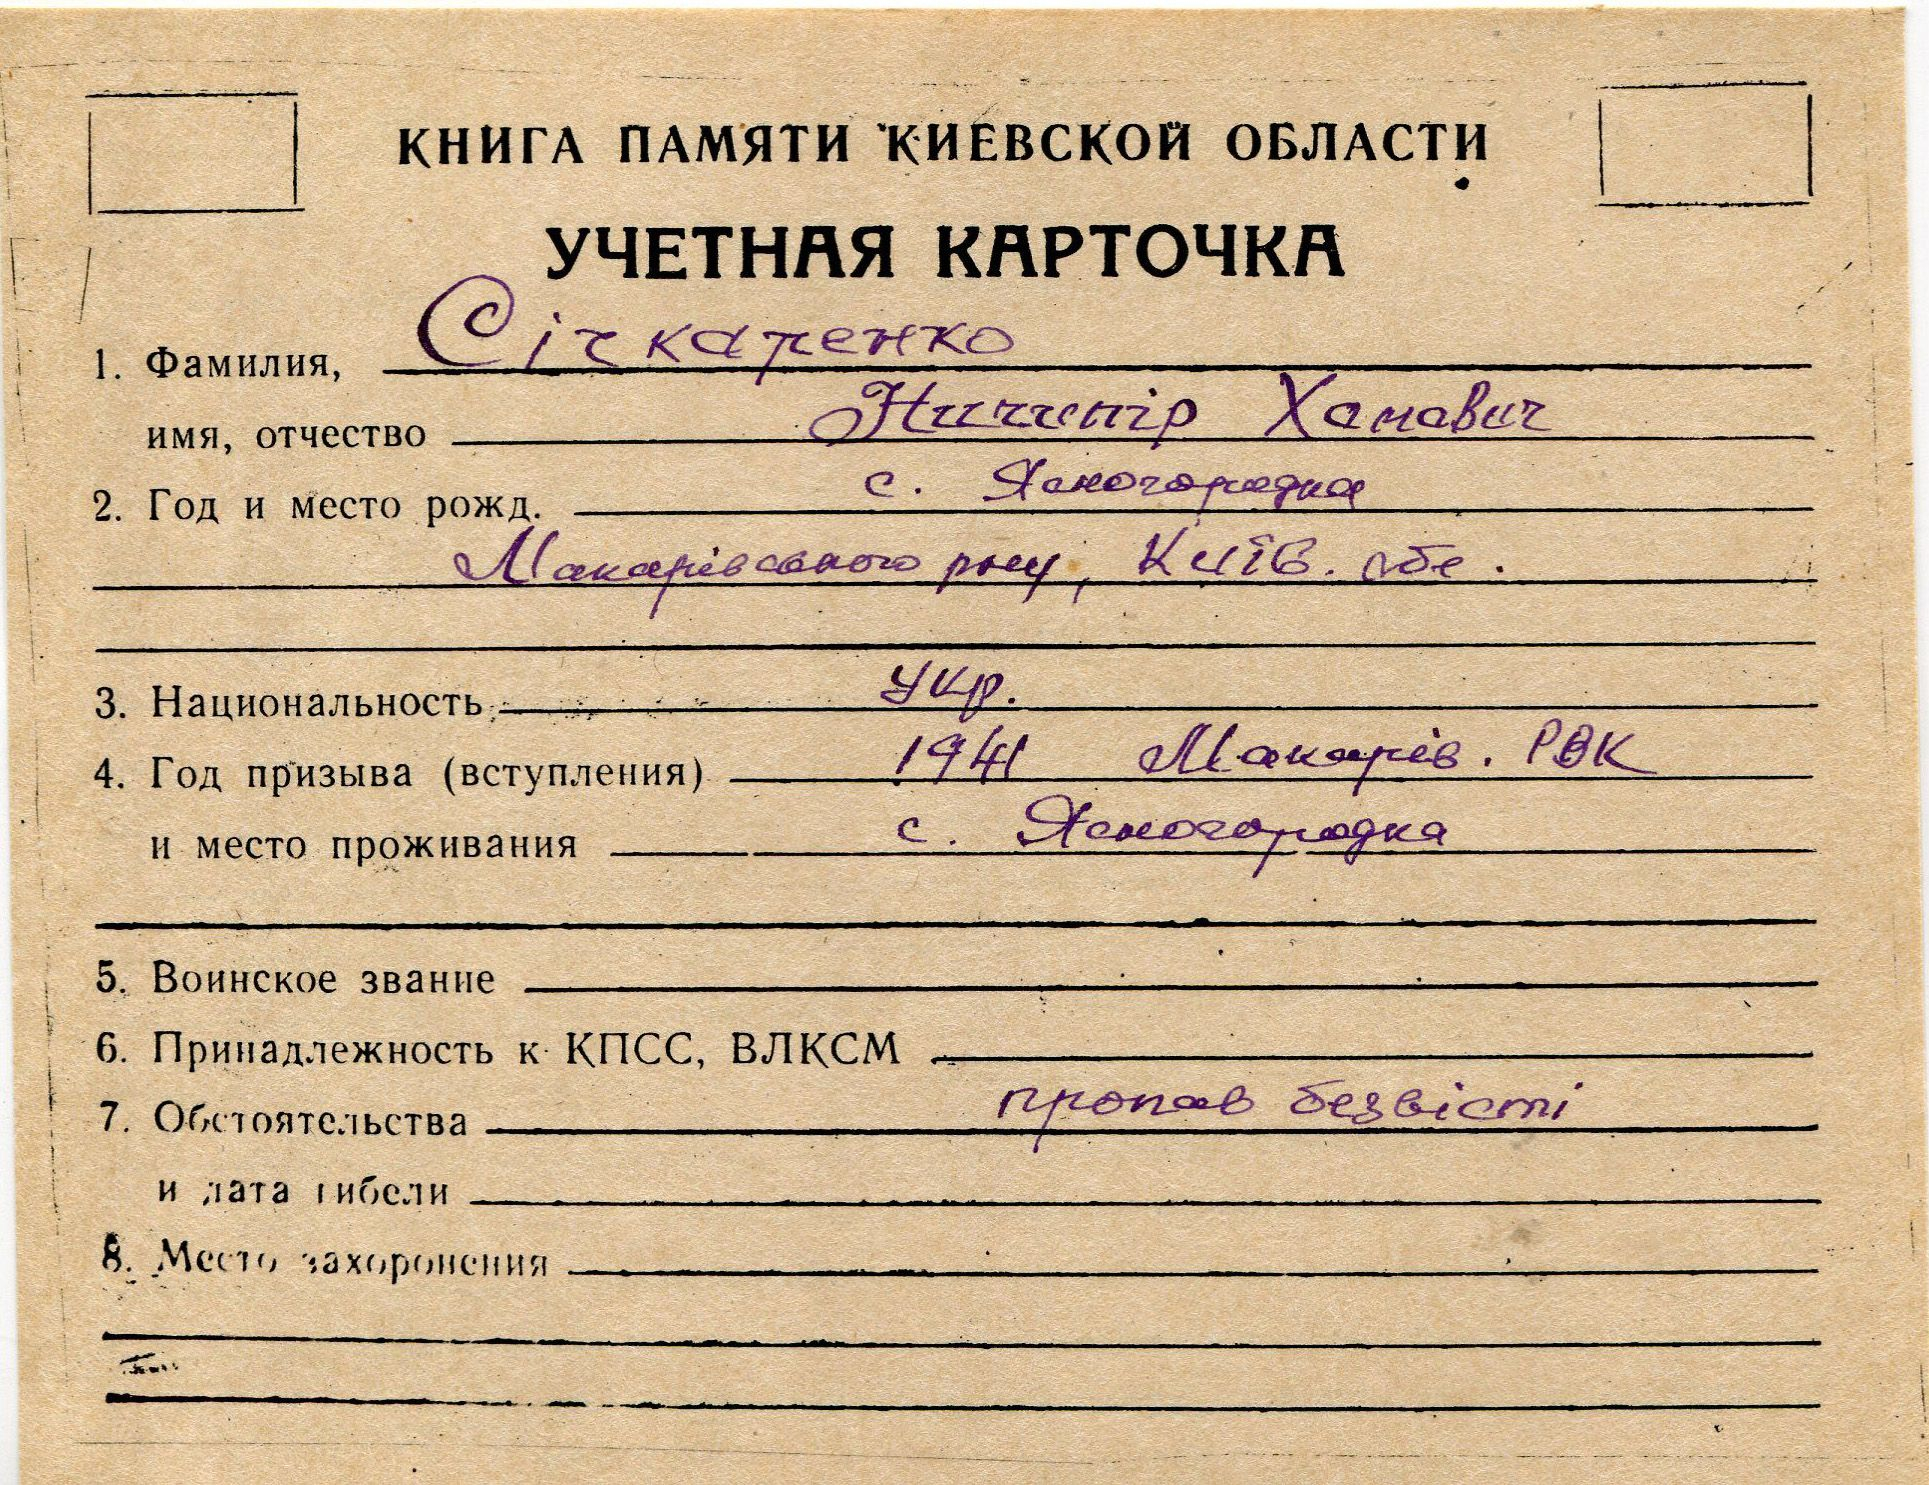 КНИГА ПАМЯТИ КИЕВСКОЙ ОБЛАСТИ
УЧЕТНАЯ КАРТОЧКА
1. Фамилия, Січкаренко
имя, отчество Ничипір Хамавич
2. Год и место рожд. с. Ясногородка
Макарівського р-ну, Київ. обл.
3. Национальность укр.
4. Год призыва (вступления) 1941 Макарів. РВК
и место проживания с. Ясногородка
5. Воинское звание
6. Принадлежность к КПСС, ВЛКСМ
7. Обстоятельства пропав безвісті
и дата гибели
8. Место захоронения